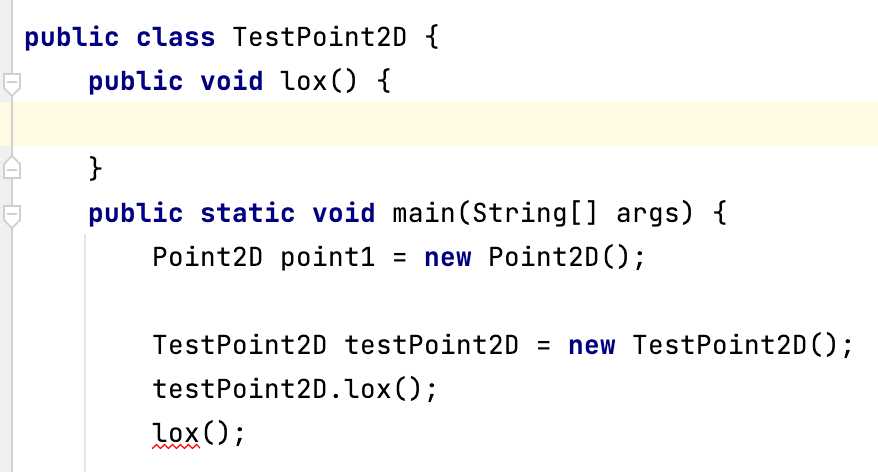 public class TestPoint2D {
public void lox() {
}
public static void main(String[] args) {
Point2D point1 = new Point2D();
TestPoint2D testPoint2D = new TestPoint2D();
testPoint2D.lox();
lox();